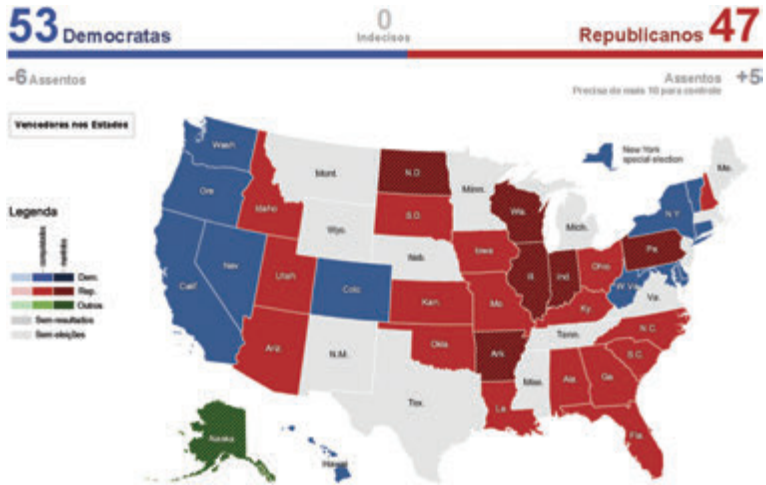 53 Democratas
0
Indecisos
Republicanos 47
-6 Assentos
Assentos
Precisa de mais 10 para controle
Vencedores nos Estados
New York
special election
Legenda
Dem.
Rep.
Outros
Sem resultados
Sem eleições
Wash.
Ore.
Calif.
Nev.
Idaho
Utah
Ariz.
Mont.
Wyo.
Colo.
N.M.
N.D.
S.D.
Neb.
Kan.
Okla.
Tex.
Minn.
Iowa
Mo.
Ark.
La.
Wis.
Ill.
Mich.
Ind.
Ohio
Ky.
Tenn.
Miss.
Ala.
Ga.
Fla.
S.C.
N.C.
Va.
W.Va.
Pa.
N.Y.
Me.
Alaska
Hawaii